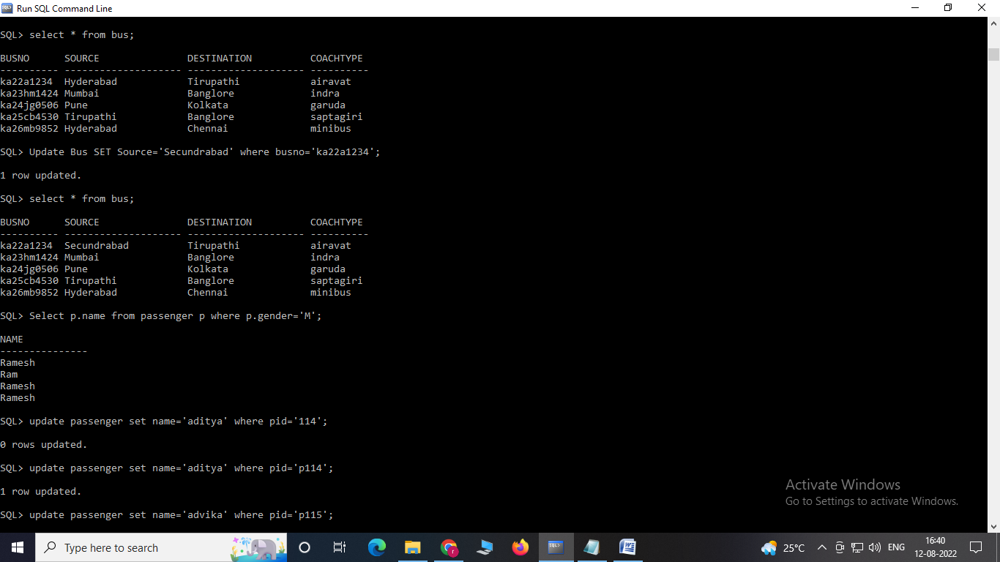 Run SQL Command Line
SQL> select * from bus;
BUSNO      SOURCE               DESTINATION          COACHTYPE
---------- -------------------- -------------------- ----------
ka22a1234  Hyderabad            Tirupathi            airavat
ka23hm1424 Mumbai               Banglore             indra
ka24jg0506 Pune                 Kolkata              garuda
ka25cb4530 Tirupathi            Banglore             saptagiri
ka26mb9852 Hyderabad            Chennai              minibus
SQL> Update Bus SET Source='Secundrabad' where busno='ka22a1234';
1 row updated.
SQL> select * from bus;
BUSNO      SOURCE               DESTINATION          COACHTYPE
---------- -------------------- -------------------- ----------
ka22a1234  Secundrabad          Tirupathi            airavat
ka23hm1424 Mumbai               Banglore             indra
ka24jg0506 Pune                 Kolkata              garuda
ka25cb4530 Tirupathi            Banglore             saptagiri
ka26mb9852 Hyderabad            Chennai              minibus
SQL> Select p.name from passenger p where p.gender='M';
NAME
---------------
Ramesh
Ram
Ramesh
Ramesh
SQL> update passenger set name='aditya' where pid='114';
0 rows updated.
SQL> update passenger set name='aditya' where pid='p114';
1 row updated.
SQL> update passenger set name='advika' where pid='p115';
Activate Windows
Go to Settings to activate Windows.
Type here to search
25°C
ENG
16:40
12-08-2022